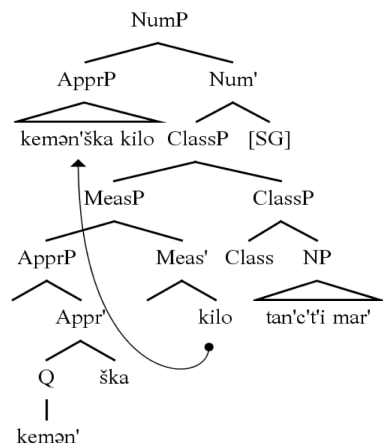 NumP
ApprP Num'
kemən'ška kilo ClassP [SG]
MeasP ClassP
ApprP Meas' Class NP
Appr' kilo tan'c't'i mar'
Q ška
kemən'